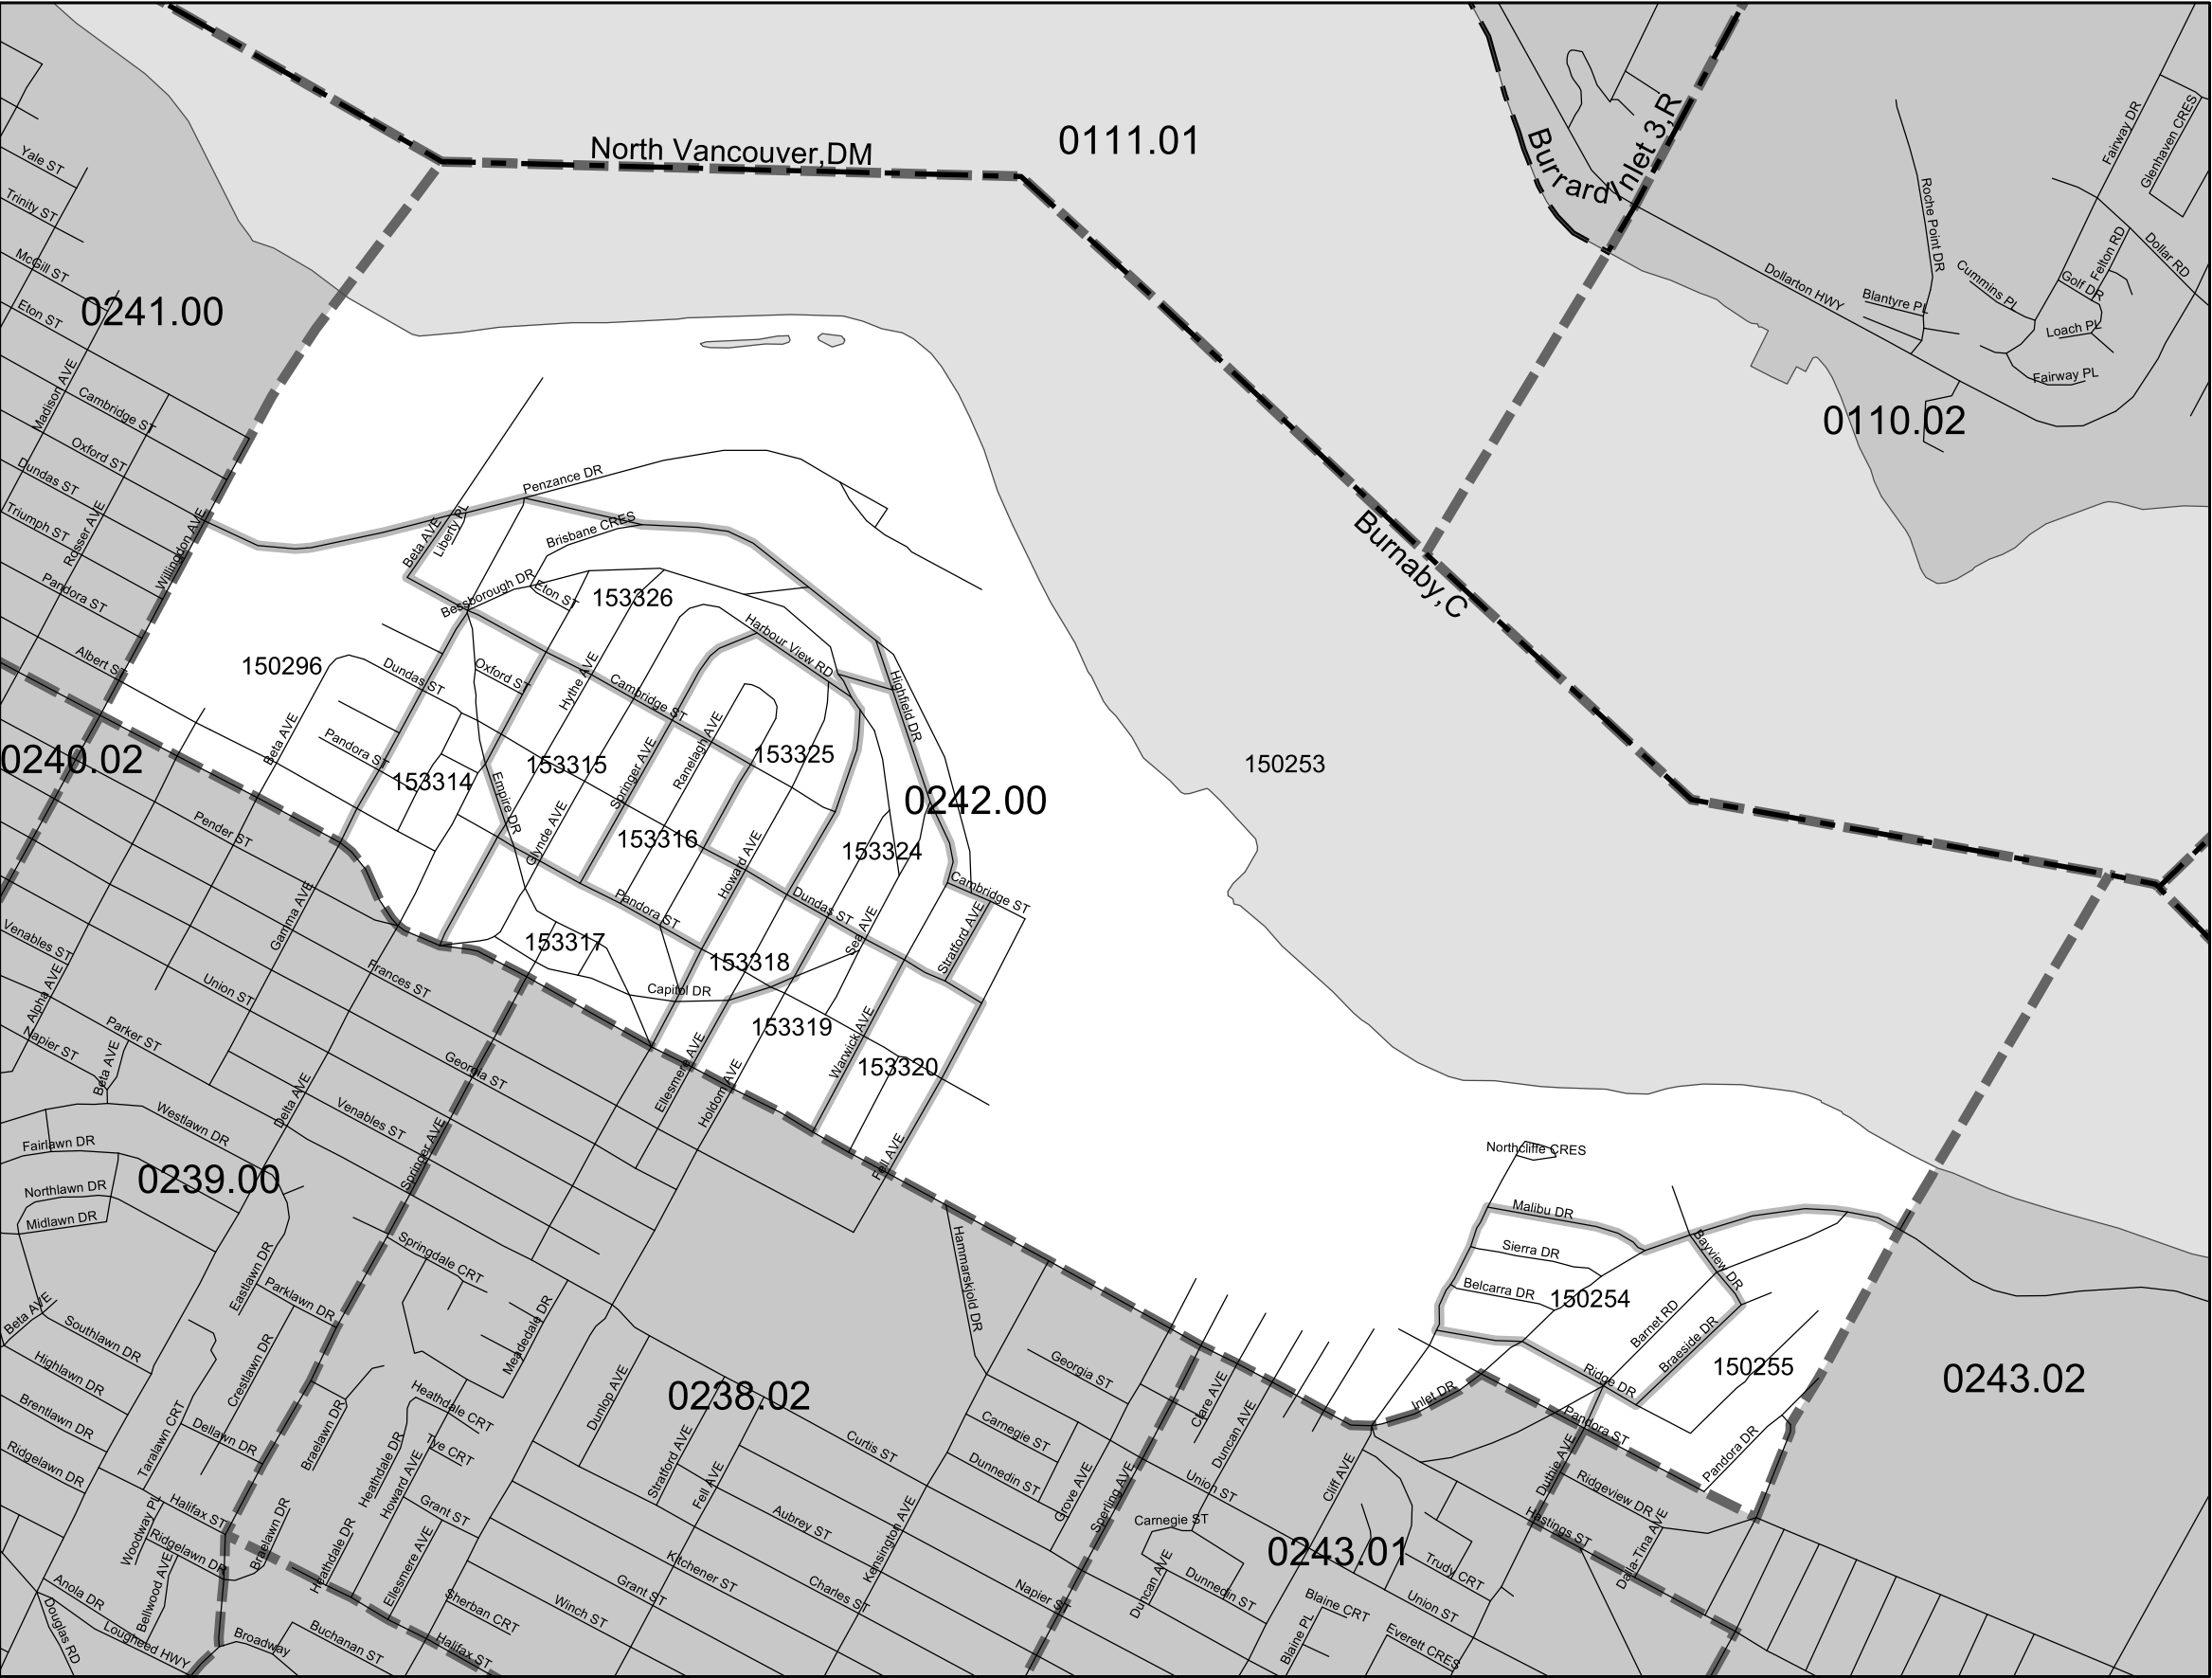 North Vancouver,DM
0111.01
Burrard Inlet 3,R
Fairway DR
Glenhaven CRES
Roche Point DR
Dollar RD
Felton RD
Golf DR
Cummins PL
Dollarton HWY
Blantyre PL
Loach PL
Fairway PL
0110.02
Yale ST
Trinity ST
McGill ST
Eton ST
0241.00
Madison AVE
Cambridge ST
Oxford ST
Dundas ST
Triumph ST
Rosser AVE
Willingdon AVE
Pandora ST
Albert ST
Penzance DR
Brisbane CRES
Beta AVE
Liberty PL
Bessborough DR
Eton ST
153326
Harbour View RD
Burnaby,C
150296
Dundas ST
Oxford ST
Hythe AVE
Cambridge ST
Highfield DR
Beta AVE
Pandora ST
153314
153315
Springer AVE
Ranelagh AVE
153325
150253
0240.02
0242.00
Empire DR
Glynde AVE
153316
Howard AVE
153324
Pender ST
Cambridge ST
Gamma AVE
Pandora ST
Dundas ST
Sea AVE
Stratford AVE
153317
153318
Venables ST
Alpha AVE
Union ST
Frances ST
Capitol DR
153319
Warwick AVE
153320
Parker ST
Napier ST
Beta AVE
Georgia ST
Ellesmere AVE
Holdom AVE
Delta AVE
Venables ST
Westlawn DR
Fairlawn DR
Springer AVE
Fell AVE
0239.00
Northlawn DR
Midlawn DR
Northcliffe CRES
Malibu DR
Sierra DR
Belcarra DR
Bayview DR
150254
Barnet RD
Braeside DR
150255
Ridge DR
0243.02
Hammarskjold DR
Springdale CRT
Eastlawn DR
Parklawn DR
Beta AVE
Southlawn DR
Crestlawn DR
Meadedale DR
Highlawn DR
Georgia ST
0238.02
Dunlop AVE
Clare AVE
Inlet DR
Pandora ST
Pandora DR
Brentlawn DR
Taralawn CRT
Dellawn DR
Braelawn DR
Heathdale CRT
Heathdale DR
Tye CRT
Stratford AVE
Curtis ST
Carnegie ST
Duncan AVE
Ridgelawn DR
Howard AVE
Fell AVE
Dunnedin ST
Grove AVE
Sperling AVE
Union ST
Cliff AVE
Duthie AVE
Ridgeview DR
Halifax ST
Woodway PL
Grant ST
Aubrey ST
Kensington AVE
Carnegie ST
Hastings ST
0243.01
Dalla-Tina AVE
Ridgelawn DR
Braelawn DR
Heathdale DR
Ellesmere AVE
Kitchener ST
Trudy CRT
Anola DR
Bellwood AVE
Sherban CRT
Winch ST
Grant ST
Charles ST
Napier ST
Duncan AVE
Dunnedin ST
Blaine CRT
Union ST
Douglas RD
Lougheed HWY
Broadway
Buchanan ST
Halifax ST
Blaine PL
Everett CRES